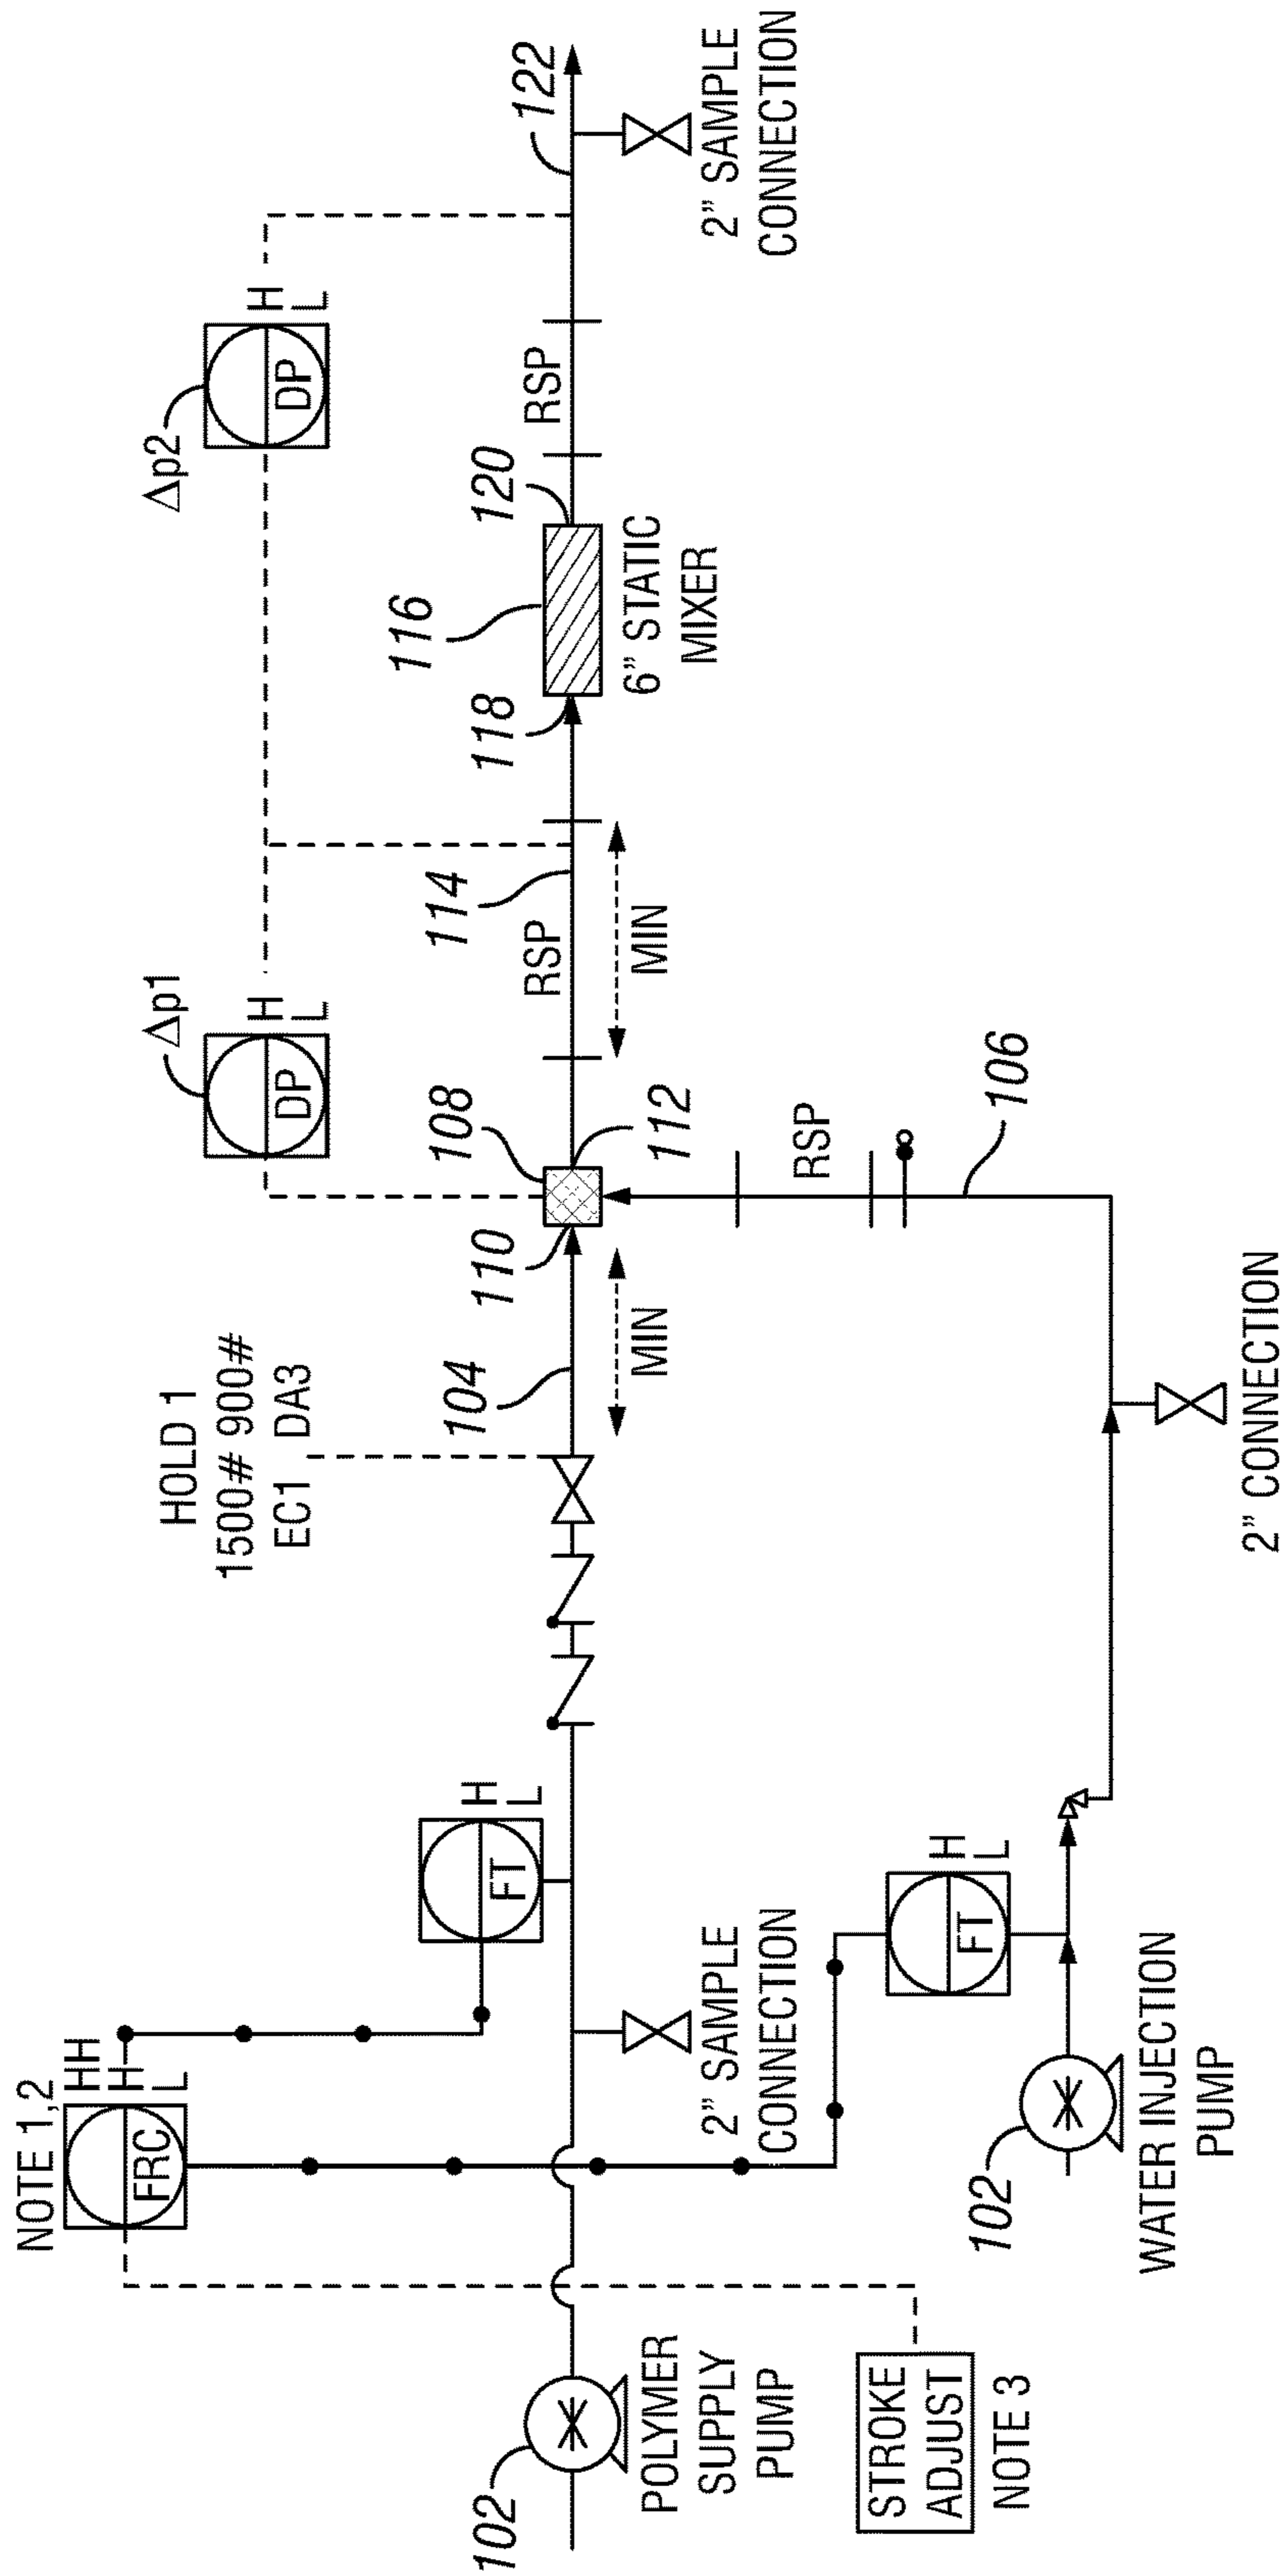 NOTE 1,2
HH
H
L
FRC
HOLD 1
1500# 900#
EC1 DA3
Δp1
DP
H
L
Δp2
DP
H
L
FT
H
L
102
POLYMER
SUPPLY
PUMP
2” SAMPLE
CONNECTION
104
MIN
110
108
112
RSP
114
MIN
118
116
120
6” STATIC
MIXER
RSP
122
2” SAMPLE
CONNECTION
STROKE
ADJUST
NOTE 3
102
WATER INJECTION
PUMP
FT
H
L
2” CONNECTION
RSP
106